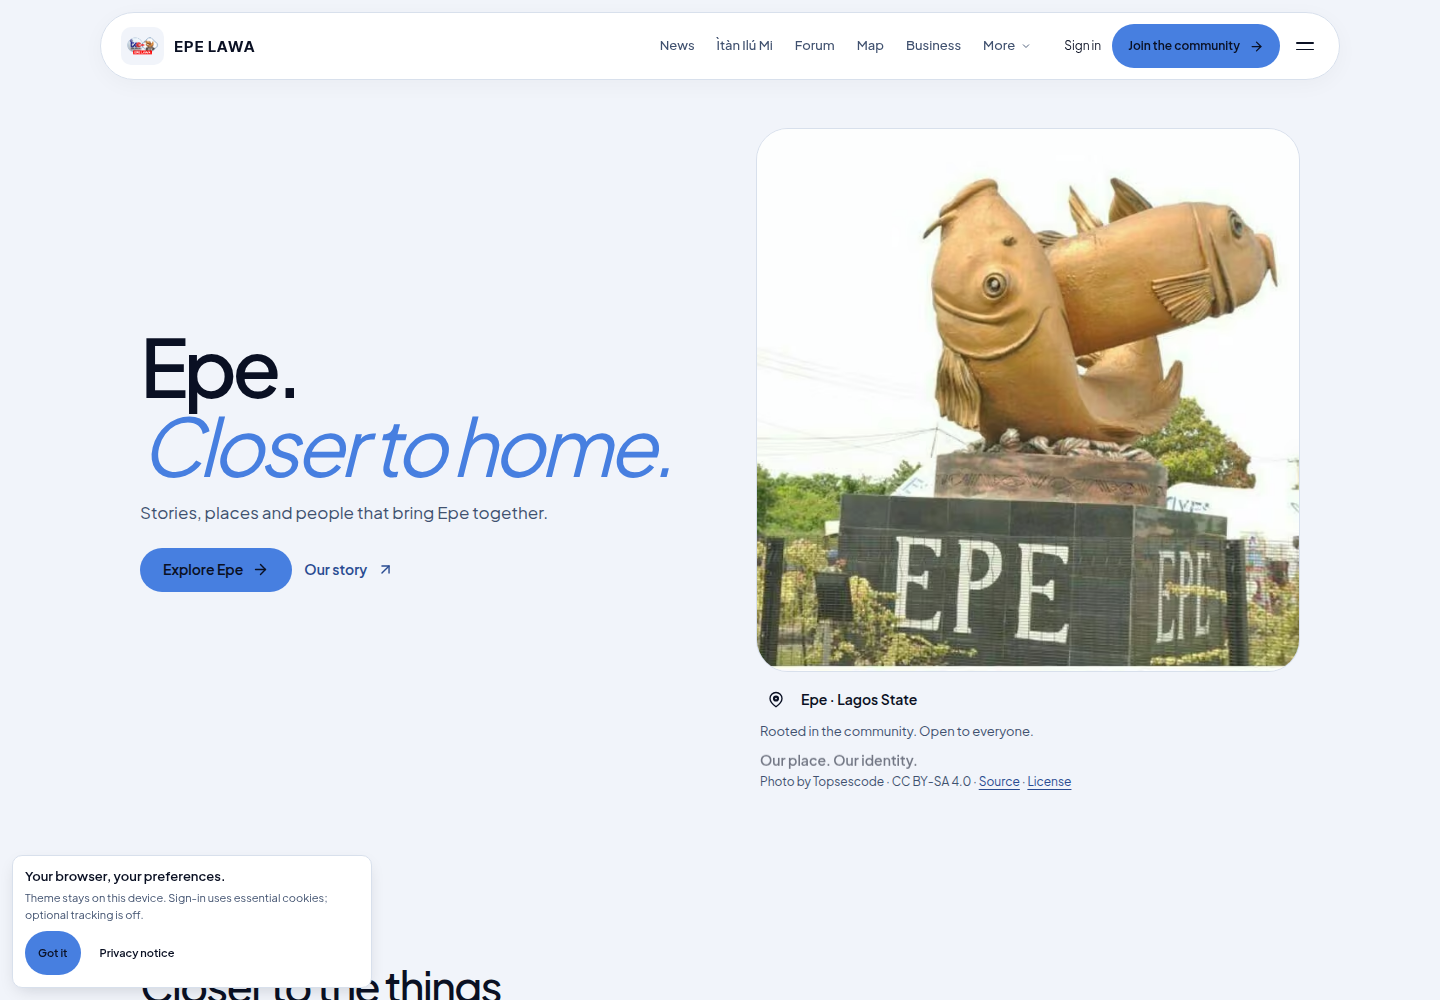 EPE LAWA
News
Ìtàn Ilú Mi
Forum
Map
Business
More
Sign in
Join the community
Epe.
Closer to home.
Stories, places and people that bring Epe together.
Explore Epe
Our story
EPE
EPE
Epe · Lagos State
Rooted in the community. Open to everyone.
Our place. Our identity.
Photo by Topsescode · CC BY-SA 4.0 · Source · License
Your browser, your preferences.
Theme stays on this device. Sign-in uses essential cookies;
optional tracking is off.
Got it
Privacy notice
Closer to the things